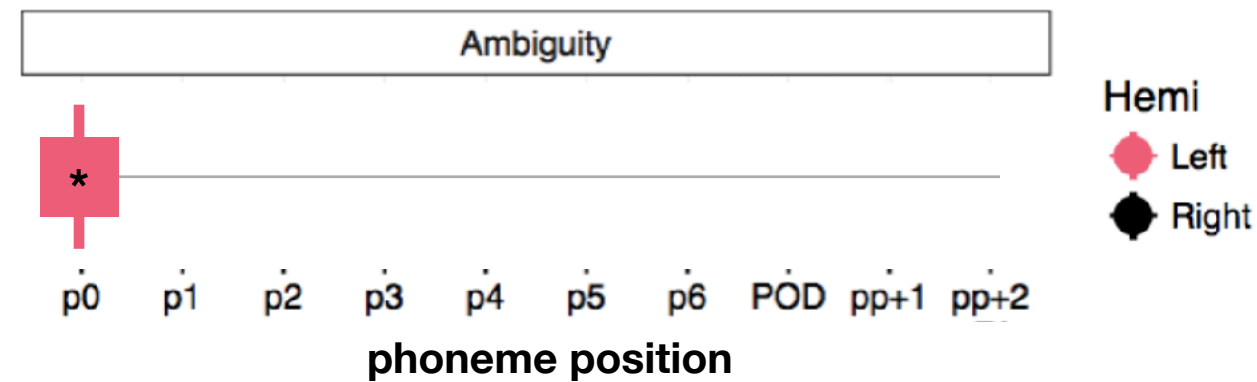 Ambiguity
Hemi
Left
Right
*
p0 p1 p2 p3 p4 p5 p6 POD pp+1 pp+2
phoneme position